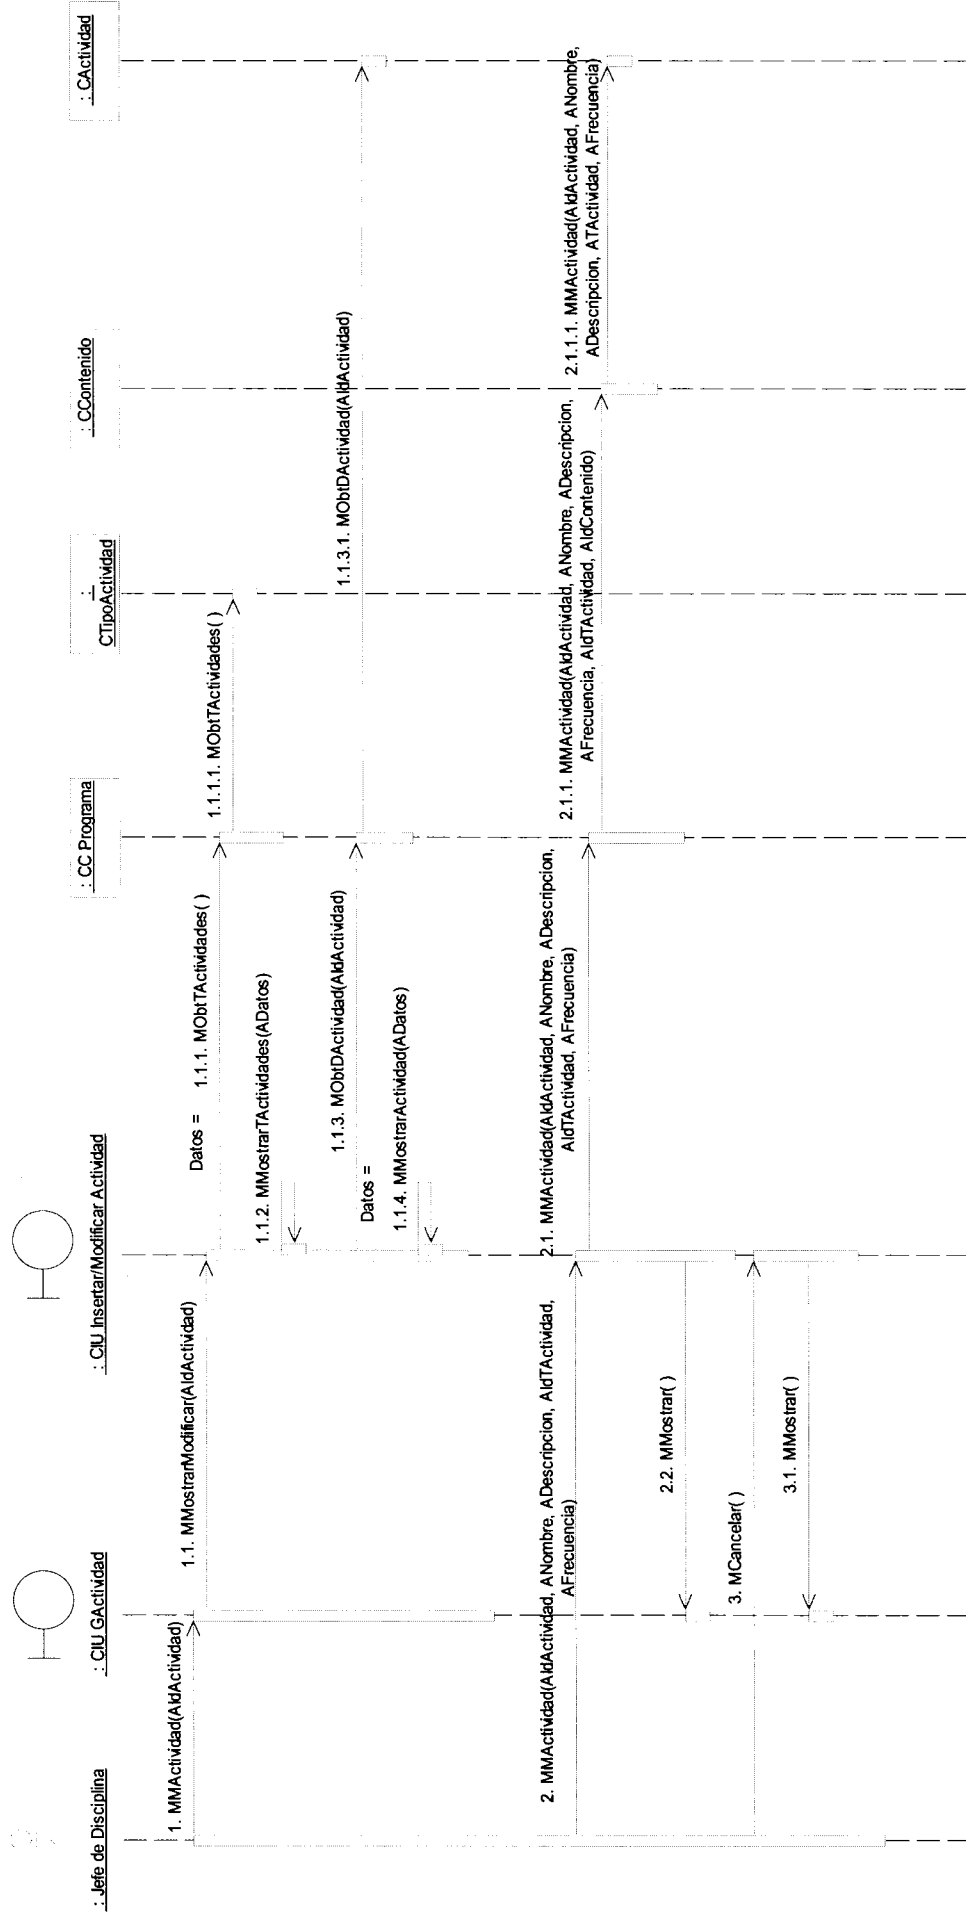 : Jefe de Disciplina
: CIU GActividad
: CIU Insertar/Modificar Actividad
: CC Programa
:
CTipoActividad
: CContenido
: CActividad
1. MMActividad(AIdActividad)
1.1. MMostrarModificar(AIdActividad)
Datos =
1.1.1. MObtTActividades( )
1.1.1.1. MObtTActividades( )
1.1.2. MMostrarTActividades(ADatos)
1.1.3. MObtDActividad(AIdActividad)
Datos =
1.1.3.1. MObtDActividad(AIdActividad)
1.1.4. MMostrarActividad(ADatos)
2. MMActividad(AIdActividad, ANombre, ADescripcion, AIdTActividad,
AFrecuencia)
2.1. MMActividad(AIdActividad, ANombre, ADescripcion,
AIdTActividad, AFrecuencia)
2.1.1. MMActividad(AIdActividad, ANombre, ADescripcion,
AFrecuencia, AIdTActividad, AIdContenido)
2.1.1.1. MMActividad(AIdActividad, ANombre,
ADescripcion, ATActividad, AFrecuencia)
2.2. MMostrar( )
3. MCancelar( )
3.1. MMostrar( )